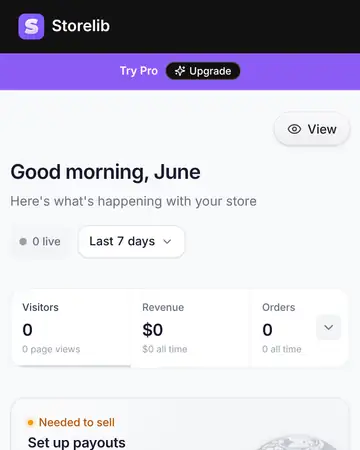 Storelib
Try Pro Upgrade
View
Good morning, June
Here's what's happening with your store
0 live Last 7 days
Visitors Revenue Orders
0 $0 0
0 page views $0 all time 0 all time
Needed to sell
Set up payouts